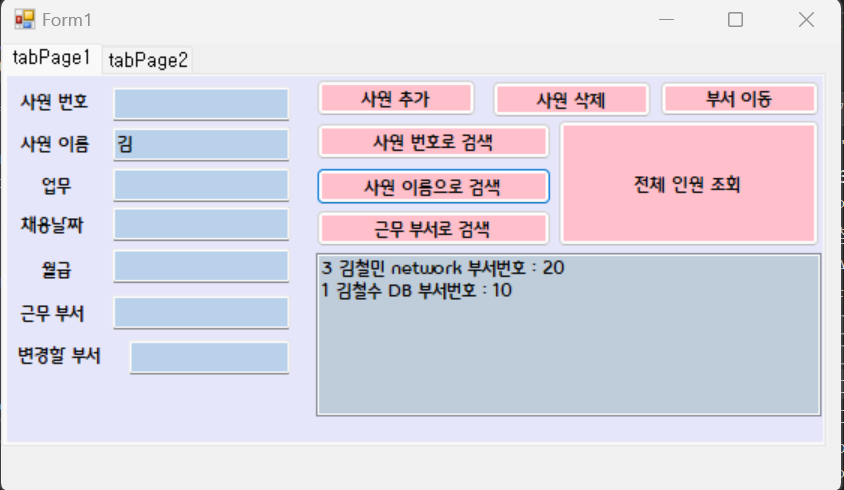 Form1
tabPage1 tabPage2
사원 번호
사원 이름 김
업무
채용날짜
월급
근무 부서
변경할 부서
사원 추가 사원 삭제 부서 이동
사원 번호로 검색
사원 이름으로 검색
근무 부서로 검색
전체 인원 조회
3 김철민 network 부서번호 : 20
1 김철수 DB 부서번호 : 10